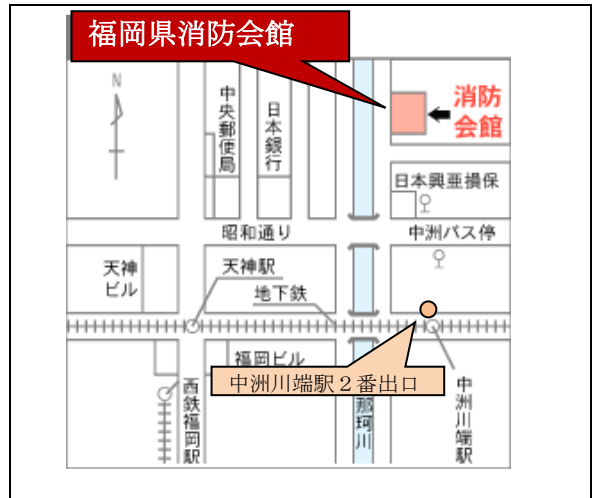 福岡県消防会館
N
中央郵便局
日本銀行
消防
会館
日本興亜損保
昭和通り
中洲バス停
天神
ビル
天神駅
地下鉄
福岡ビル
中洲川端駅２番出口
西鉄福岡駅
那珂川
中洲川端駅